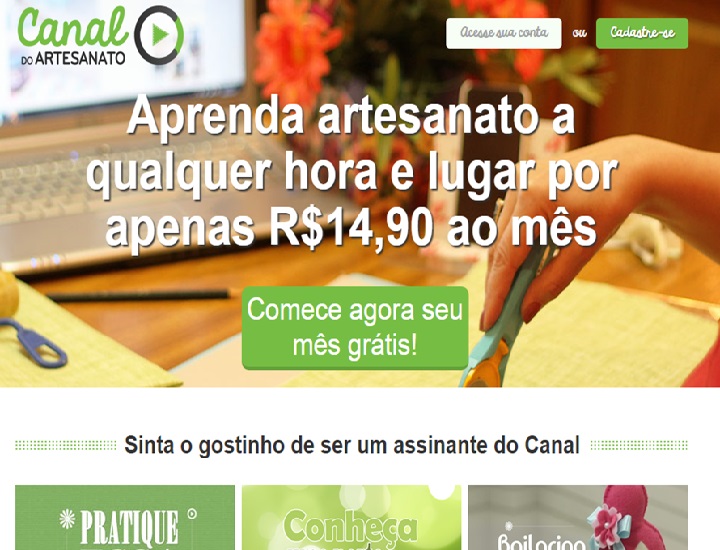 Canal
DO ARTESANATO
Acesse sua conta ou Cadastre-se
Aprenda artesanato a
qualquer hora e lugar por
apenas R$14,90 ao mês
Comece agora seu
mês grátis!
Sinta o gostinho de ser um assinante do Canal
PRATIQUE
Conheça